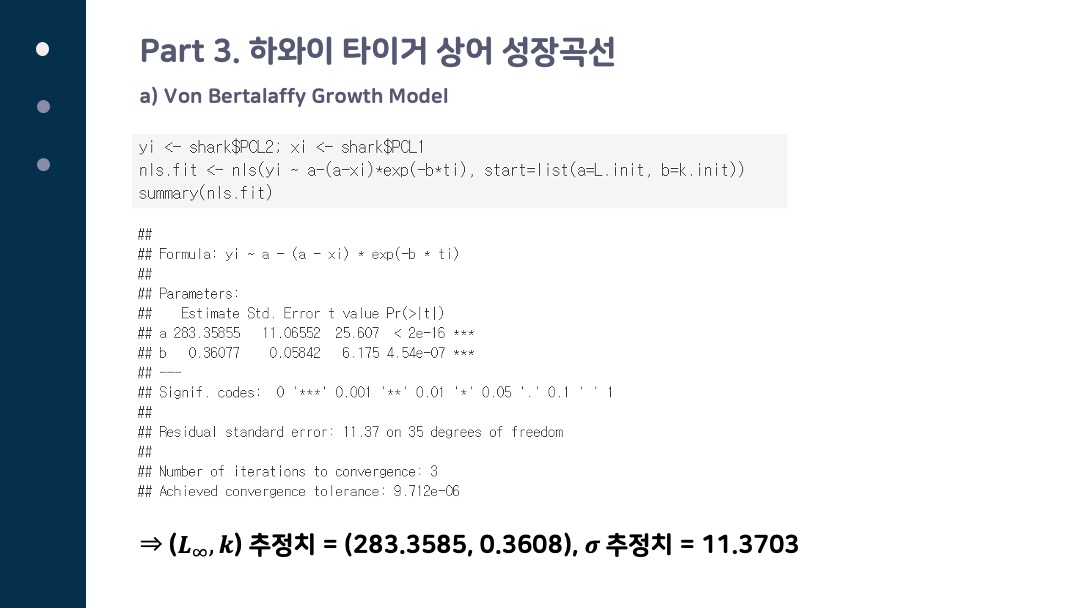 Part 3. 하와이 타이거 상어 성장곡선
a) Von Bertalaffy Growth Model
yi <- shark$PCL2; xi <- shark$PCL1
nls.fit <- nls(yi ~ a-(a-xi)*exp(-b*ti), start=list(a=L.init, b=k.init))
summary(nls.fit)
##
## Formula: yi ~ a - (a - xi) * exp(-b * ti)
##
## Parameters:
##    Estimate Std. Error t value Pr(>|t|)
## a 283.35855   11.06552  25.607  < 2e-16 ***
## b   0.36077    0.05842   6.175 4.54e-07 ***
## ---
## Signif. codes:  0 '***' 0.001 '**' 0.01 '*' 0.05 '.' 0.1 ' ' 1
##
## Residual standard error: 11.37 on 35 degrees of freedom
##
## Number of iterations to convergence: 3
## Achieved convergence tolerance: 9.712e-06
⇒ (L∞, k) 추정치 = (283.3585, 0.3608), σ 추정치 = 11.3703